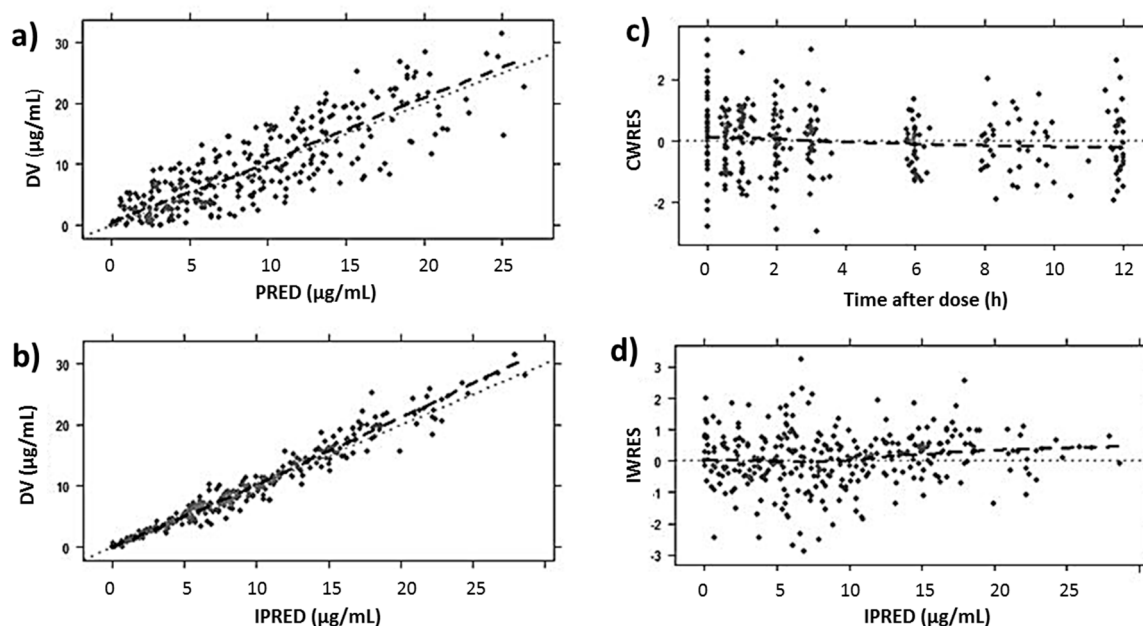 a)
DV (µg/mL)
30
20
10
0
0 5 10 15 20 25
PRED (µg/mL)
b)
DV (µg/mL)
30
20
10
0
0 5 10 15 20 25
IPRED (µg/mL)
c)
CWRES
2
0
-2
0 2 4 6 8 10 12
Time after dose (h)
d)
IWRES
3
2
1
0
-1
-2
-3
0 5 10 15 20 25
IPRED (µg/mL)